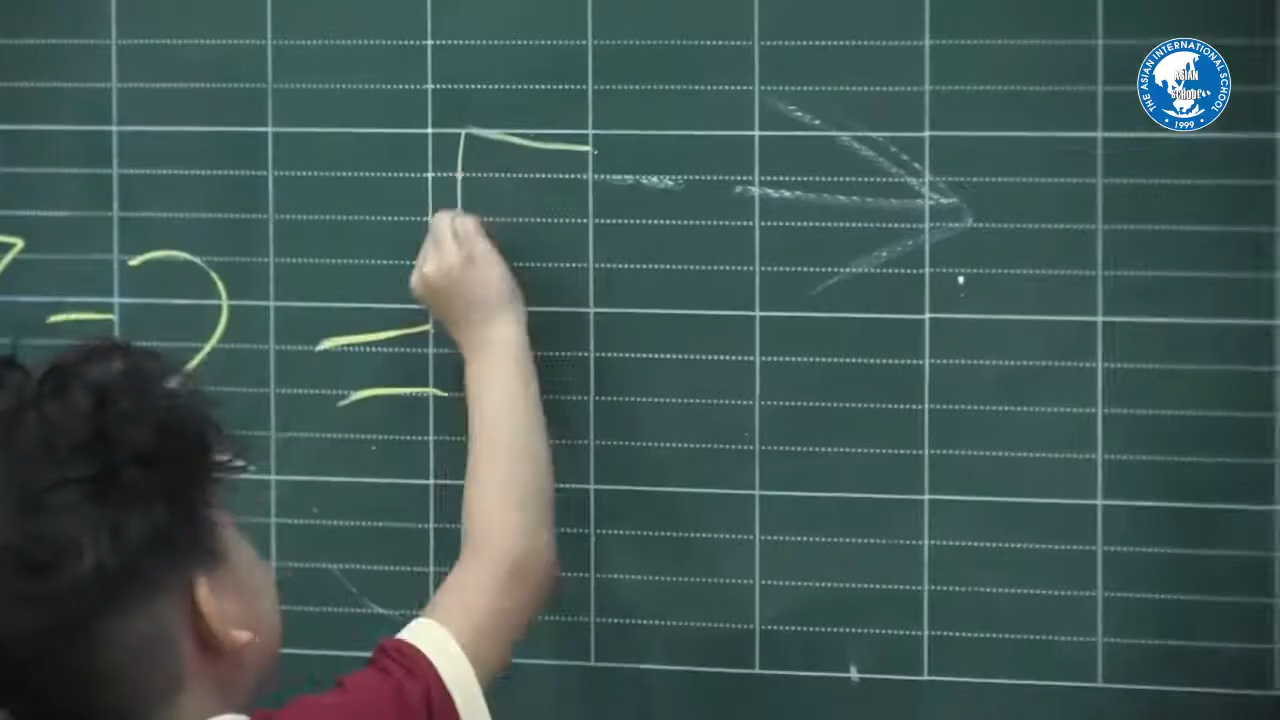 - 2 =
THE ASIAN INTERNATIONAL SCHOOL
ASIAN
SCHOOL
1999